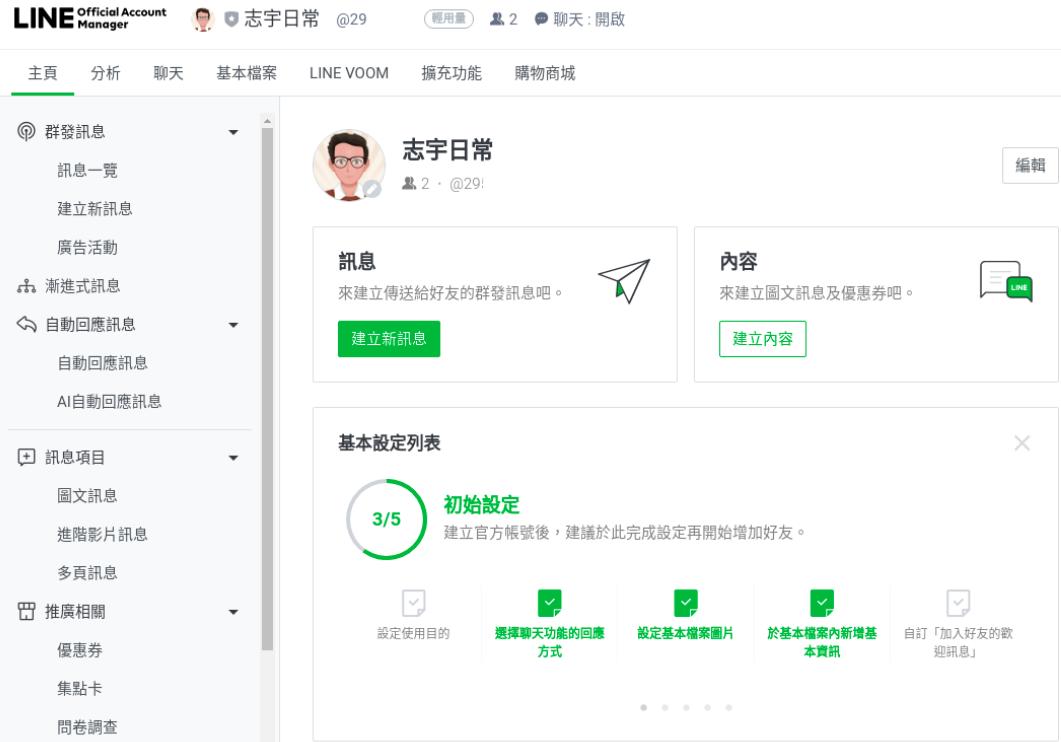 LINE Official Account Manager
志宇日常 @29 輕用量 2 聊天 : 開啟
主頁 分析 聊天 基本檔案 LINE VOOM 擴充功能 購物商城
群發訊息
訊息一覽
建立新訊息
廣告活動
漸進式訊息
自動回應訊息
自動回應訊息
AI自動回應訊息
訊息項目
圖文訊息
進階影片訊息
多頁訊息
推廣相關
優惠券
集點卡
問卷調查
志宇日常
2 · @29
編輯
訊息
來建立傳送給好友的群發訊息吧。
建立新訊息
內容
來建立圖文訊息及優惠券吧。
LINE
建立內容
基本設定列表
3/5
初始設定
建立官方帳號後，建議於此完成設定再開始增加好友。
設定使用目的
選擇聊天功能的回應
方式
設定基本檔案圖片
於基本檔案內新增基
本資訊
自訂「加入好友的歡
迎訊息」